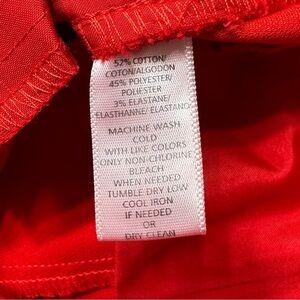 52% COTTON/
COTON/ALGODON
45% POLYESTER/
POLIESTER
3% ELASTANE/
ELASTHANNE/ ELASTANO
MACHINE WASH
COLD
WITH LIKE COLORS
ONLY NON-CHLORINE
BLEACH
WHEN NEEDED
TUMBLE DRY LOW
COOL IRON
IF NEEDED
OR
DRY CLEAN